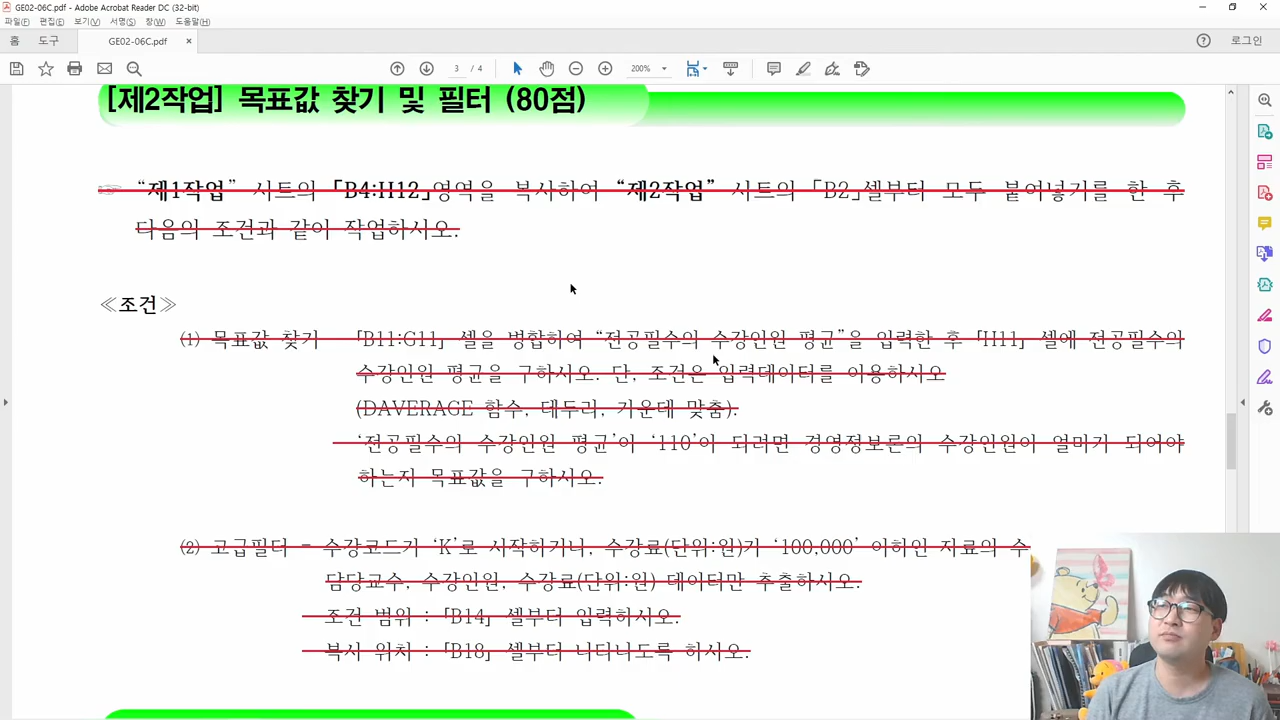 GE02-06C.pdf - Adobe Acrobat Reader DC (32-bit)
파일(F) 편집(E) 보기(V) 서명(S) 창(W) 도움말(H)
홈 도구 GE02-06C.pdf × 로그인
3 / 4 200%
[제2작업] 목표값 찾기 및 필터 (80점)
☞ “제1작업” 시트의 「B4:H12」영역을 복사하여 “제2작업” 시트의 「B2」셀부터 모두 붙여넣기를 한 후
다음의 조건과 같이 작업하시오.
≪조건≫
(1) 목표값 찾기 - 「B11:G11」 셀을 병합하여 “전공필수의 수강인원 평균”을 입력한 후 「H11」 셀에 전공필수의
수강인원 평균을 구하시오. 단, 조건은 입력데이터를 이용하시오
(DAVERAGE 함수, 테두리, 가운데 맞춤).
- ‘전공필수의 수강인원 평균’이 ‘110’이 되려면 경영정보론의 수강인원이 얼마가 되어야
하는지 목표값을 구하시오.
(2) 고급필터 - 수강코드가 ‘K’로 시작하거나, 수강료(단위:원)가 ‘100,000’ 이하인 자료의 수
담당교수, 수강인원, 수강료(단위:원) 데이터만 추출하시오.
- 조건 범위 : 「B14」 셀부터 입력하시오.
- 복사 위치 : 「B18」 셀부터 나타나도록 하시오.